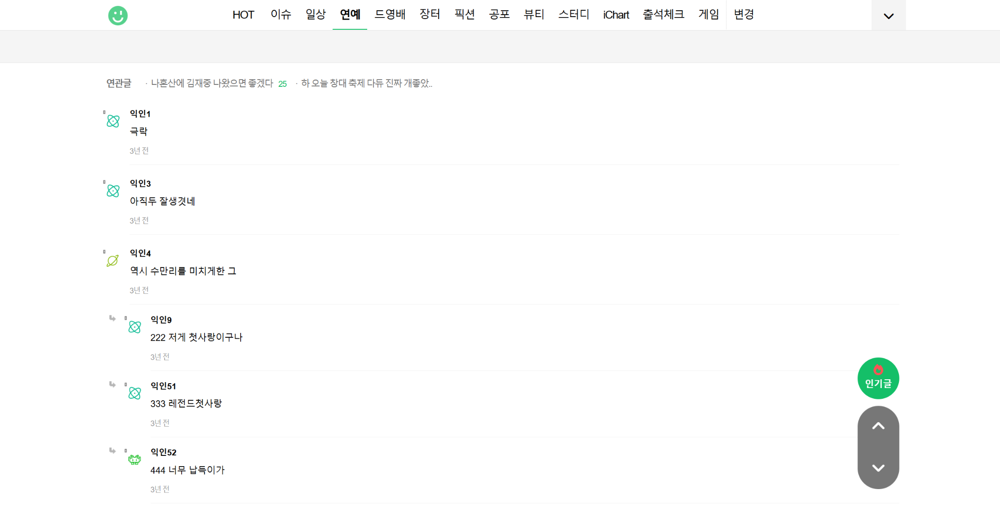 HOT 이슈 일상 연예 드영배 장터 픽션 공포 뷰티 스터디 iChart 출석체크 게임 변경
연관글 · 나혼산에 김재중 나왔으면 좋겠다 25 · 하 오늘 창대 축제 다듀 진짜 개좋았..
익인1
극락
3년 전
익인3
아직두 잘생겻네
3년 전
익인4
역시 수만리를 미치게한 그
3년 전
익인9
222 저게 첫사랑이구나
3년 전
익인51
333 레전드첫사랑
3년 전
인기글
익인52
444 너무 납득이가
3년 전